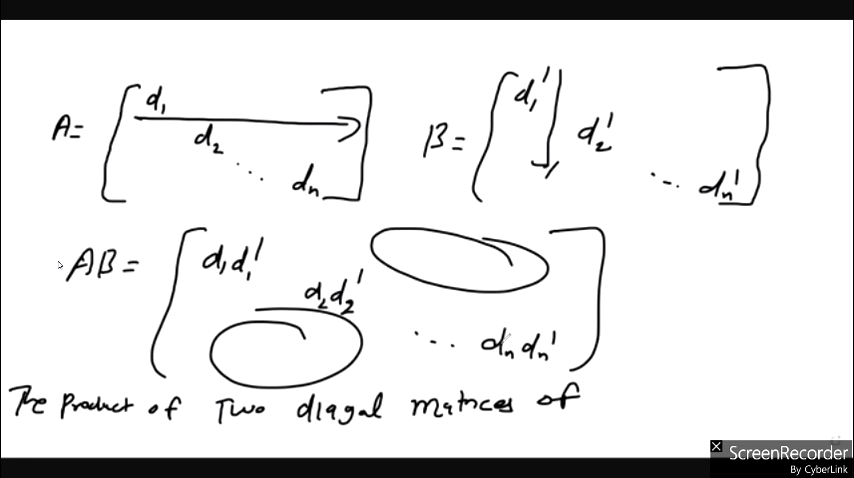 A = [ d₁ d₂ ... dₙ ] B = [ d₁' d₂' ... dₙ' ]
AB = [ d₁d₁' d₂d₂' ... dₙdₙ' ]
The Product of Two diagal matrices of
ScreenRecorder
By CyberLink